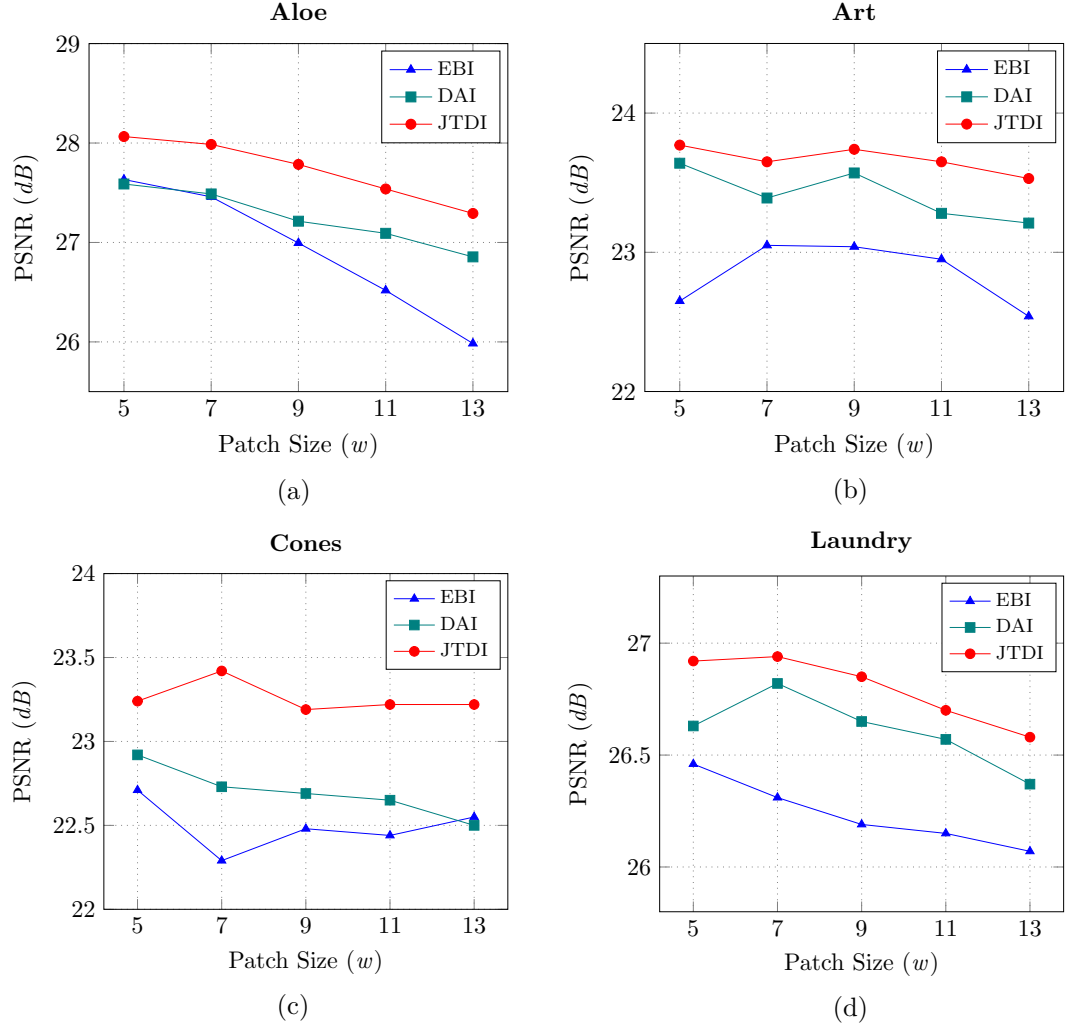 Aloe
29
28
27
26
PSNR (dB)
EBI
DAI
JTDI
5 7 9 11 13
Patch Size (w)
(a)
Art
24
23
22
PSNR (dB)
EBI
DAI
JTDI
5 7 9 11 13
Patch Size (w)
(b)
Cones
24
23.5
23
22.5
22
PSNR (dB)
EBI
DAI
JTDI
5 7 9 11 13
Patch Size (w)
(c)
Laundry
27
26.5
26
PSNR (dB)
EBI
DAI
JTDI
5 7 9 11 13
Patch Size (w)
(d)